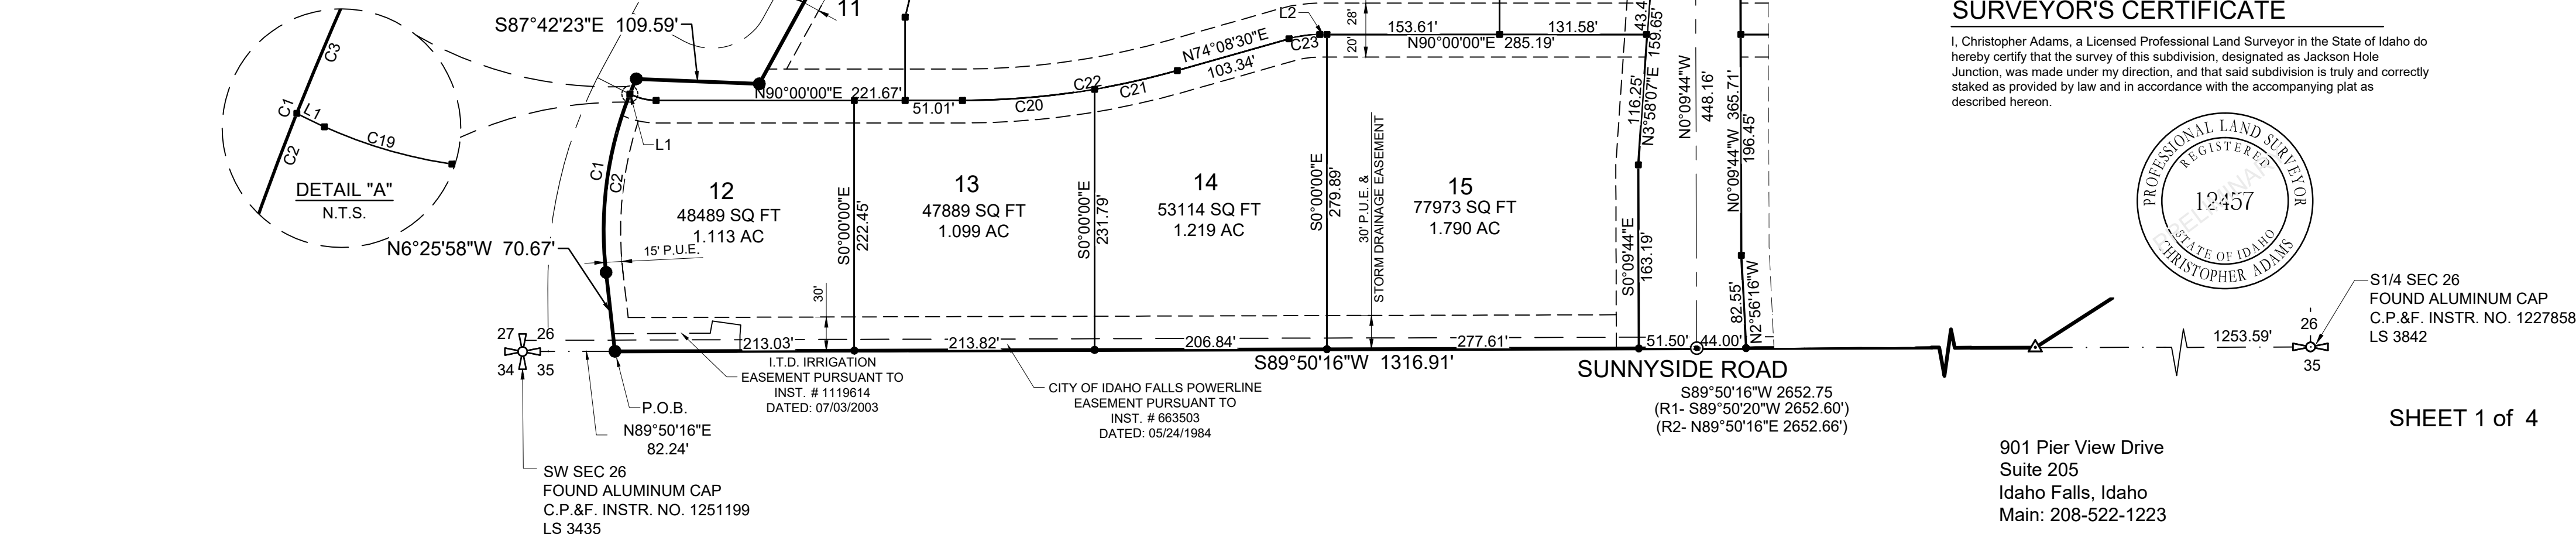 S87°42'23"E 109.59'
11
C3
C1
L1
C2
C19
DETAIL "A"
N.T.S.
N6°25'58"W 70.67'
15' P.U.E.
C1
C2
L1
N90°00'00"E 221.67'
51.01'
C20
C22
C21
N74°08'30"E
103.34'
C23
L2
28'
20'
153.61'
131.58'
N90°00'00"E 285.19'
159.65'
116.25'
N3°58'07"E
N0°09'44"W
448.16'
365.71'
N0°09'44"W
196.45'
12
48489 SQ FT
1.113 AC
S0°00'00"E
222.45'
13
47889 SQ FT
1.099 AC
S0°00'00"E
231.79'
14
53114 SQ FT
1.219 AC
S0°00'00"E
279.89'
30' P.U.E. &
STORM DRAINAGE EASEMENT
15
77973 SQ FT
1.790 AC
S0°09'44"E
163.19'
82.55'
N2°56'16"W
30'
27 26
34 35
213.03'
213.82'
206.84'
277.61'
51.50'
44.00'
S89°50'16"W 1316.91'
SUNNYSIDE ROAD
S89°50'16"W 2652.75
(R1- S89°50'20"W 2652.60')
(R2- N89°50'16"E 2652.66')
I.T.D. IRRIGATION
EASEMENT PURSUANT TO
INST. # 1119614
DATED: 07/03/2003
CITY OF IDAHO FALLS POWERLINE
EASEMENT PURSUANT TO
INST. # 663503
DATED: 05/24/1984
P.O.B.
N89°50'16"E
82.24'
SW SEC 26
FOUND ALUMINUM CAP
C.P.&F. INSTR. NO. 1251199
LS 3435
SURVEYOR'S CERTIFICATE
I, Christopher Adams, a Licensed Professional Land Surveyor in the State of Idaho do
hereby certify that the survey of this subdivision, designated as Jackson Hole
Junction, was made under my direction, and that said subdivision is truly and correctly
staked as provided by law and in accordance with the accompanying plat as
described hereon.
PROFESSIONAL LAND SURVEYOR
REGISTERED
12457
STATE OF IDAHO
CHRISTOPHER ADAMS
S1/4 SEC 26
FOUND ALUMINUM CAP
C.P.&F. INSTR. NO. 1227858
LS 3842
1253.59'
26
35
SHEET 1 of 4
901 Pier View Drive
Suite 205
Idaho Falls, Idaho
Main: 208-522-1223